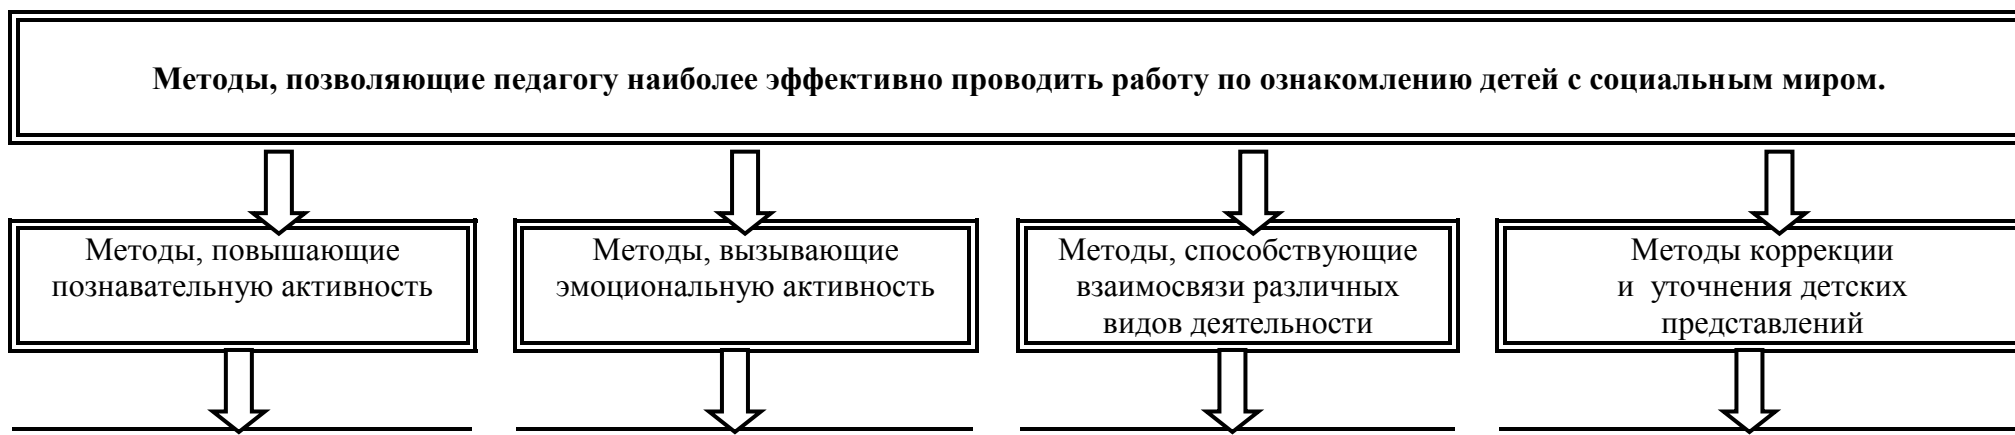 Методы, позволяющие педагогу наиболее эффективно проводить работу по ознакомлению детей с социальным миром.
Методы, повышающие
познавательную активность
Методы, вызывающие
эмоциональную активность
Методы, способствующие
взаимосвязи различных
видов деятельности
Методы коррекции
и уточнения детских
представлений